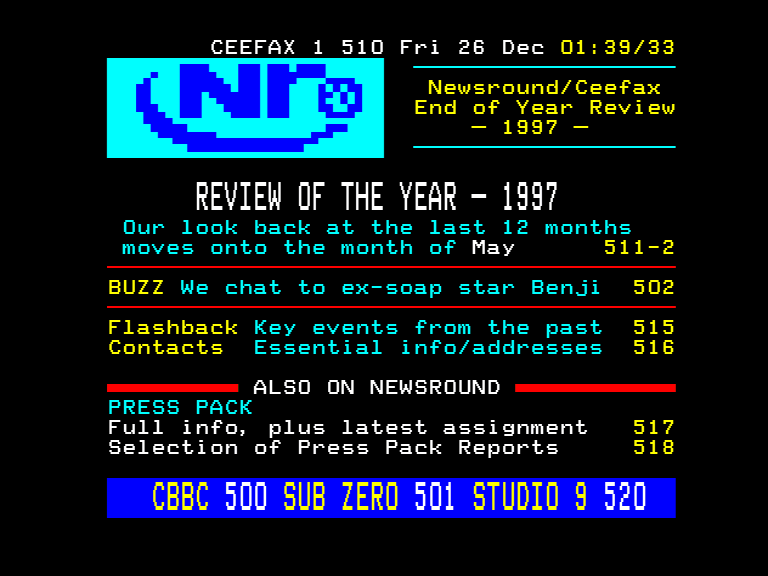 CEEFAX 1 510 Fri 26 Dec 01:39/33
Nr
Newsround/Ceefax
End of Year Review
– 1997 –
REVIEW OF THE YEAR – 1997
Our look back at the last 12 months
moves onto the month of May 511-2
BUZZ We chat to ex-soap star Benji 502
Flashback Key events from the past 515
Contacts Essential info/addresses 516
ALSO ON NEWSROUND
PRESS PACK
Full info, plus latest assignment 517
Selection of Press Pack Reports 518
CBBC 500 SUB ZERO 501 STUDIO 9 520